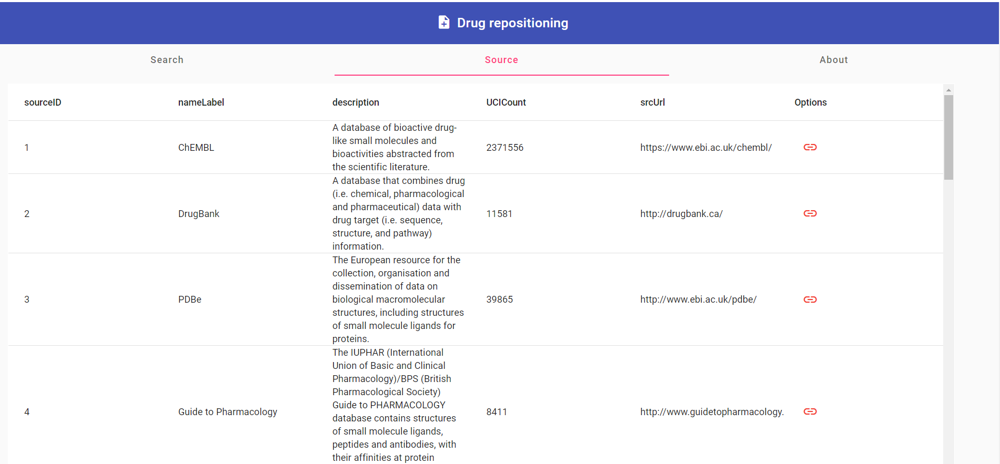 Drug repositioning
Search
Source
About
sourceID
nameLabel
description
UCICount
srcUrl
Options
1
ChEMBL
A database of bioactive drug-
like small molecules and
bioactivities abstracted from
the scientific literature.
2371556
https://www.ebi.ac.uk/chembl/
2
DrugBank
A database that combines drug
(i.e. chemical, pharmacological
and pharmaceutical) data with
drug target (i.e. sequence,
structure, and pathway)
information.
11581
http://drugbank.ca/
3
PDBe
The European resource for the
collection, organisation and
dissemination of data on
biological macromolecular
structures, including structures
of small molecule ligands for
proteins.
39865
http://www.ebi.ac.uk/pdbe/
4
Guide to Pharmacology
The IUPHAR (International
Union of Basic and Clinical
Pharmacology)/BPS (British
Pharmacological Society)
Guide to PHARMACOLOGY
database contains structures
of small molecule ligands,
peptides and antibodies, with
their affinities at protein
8411
http://www.guidetopharmacology.